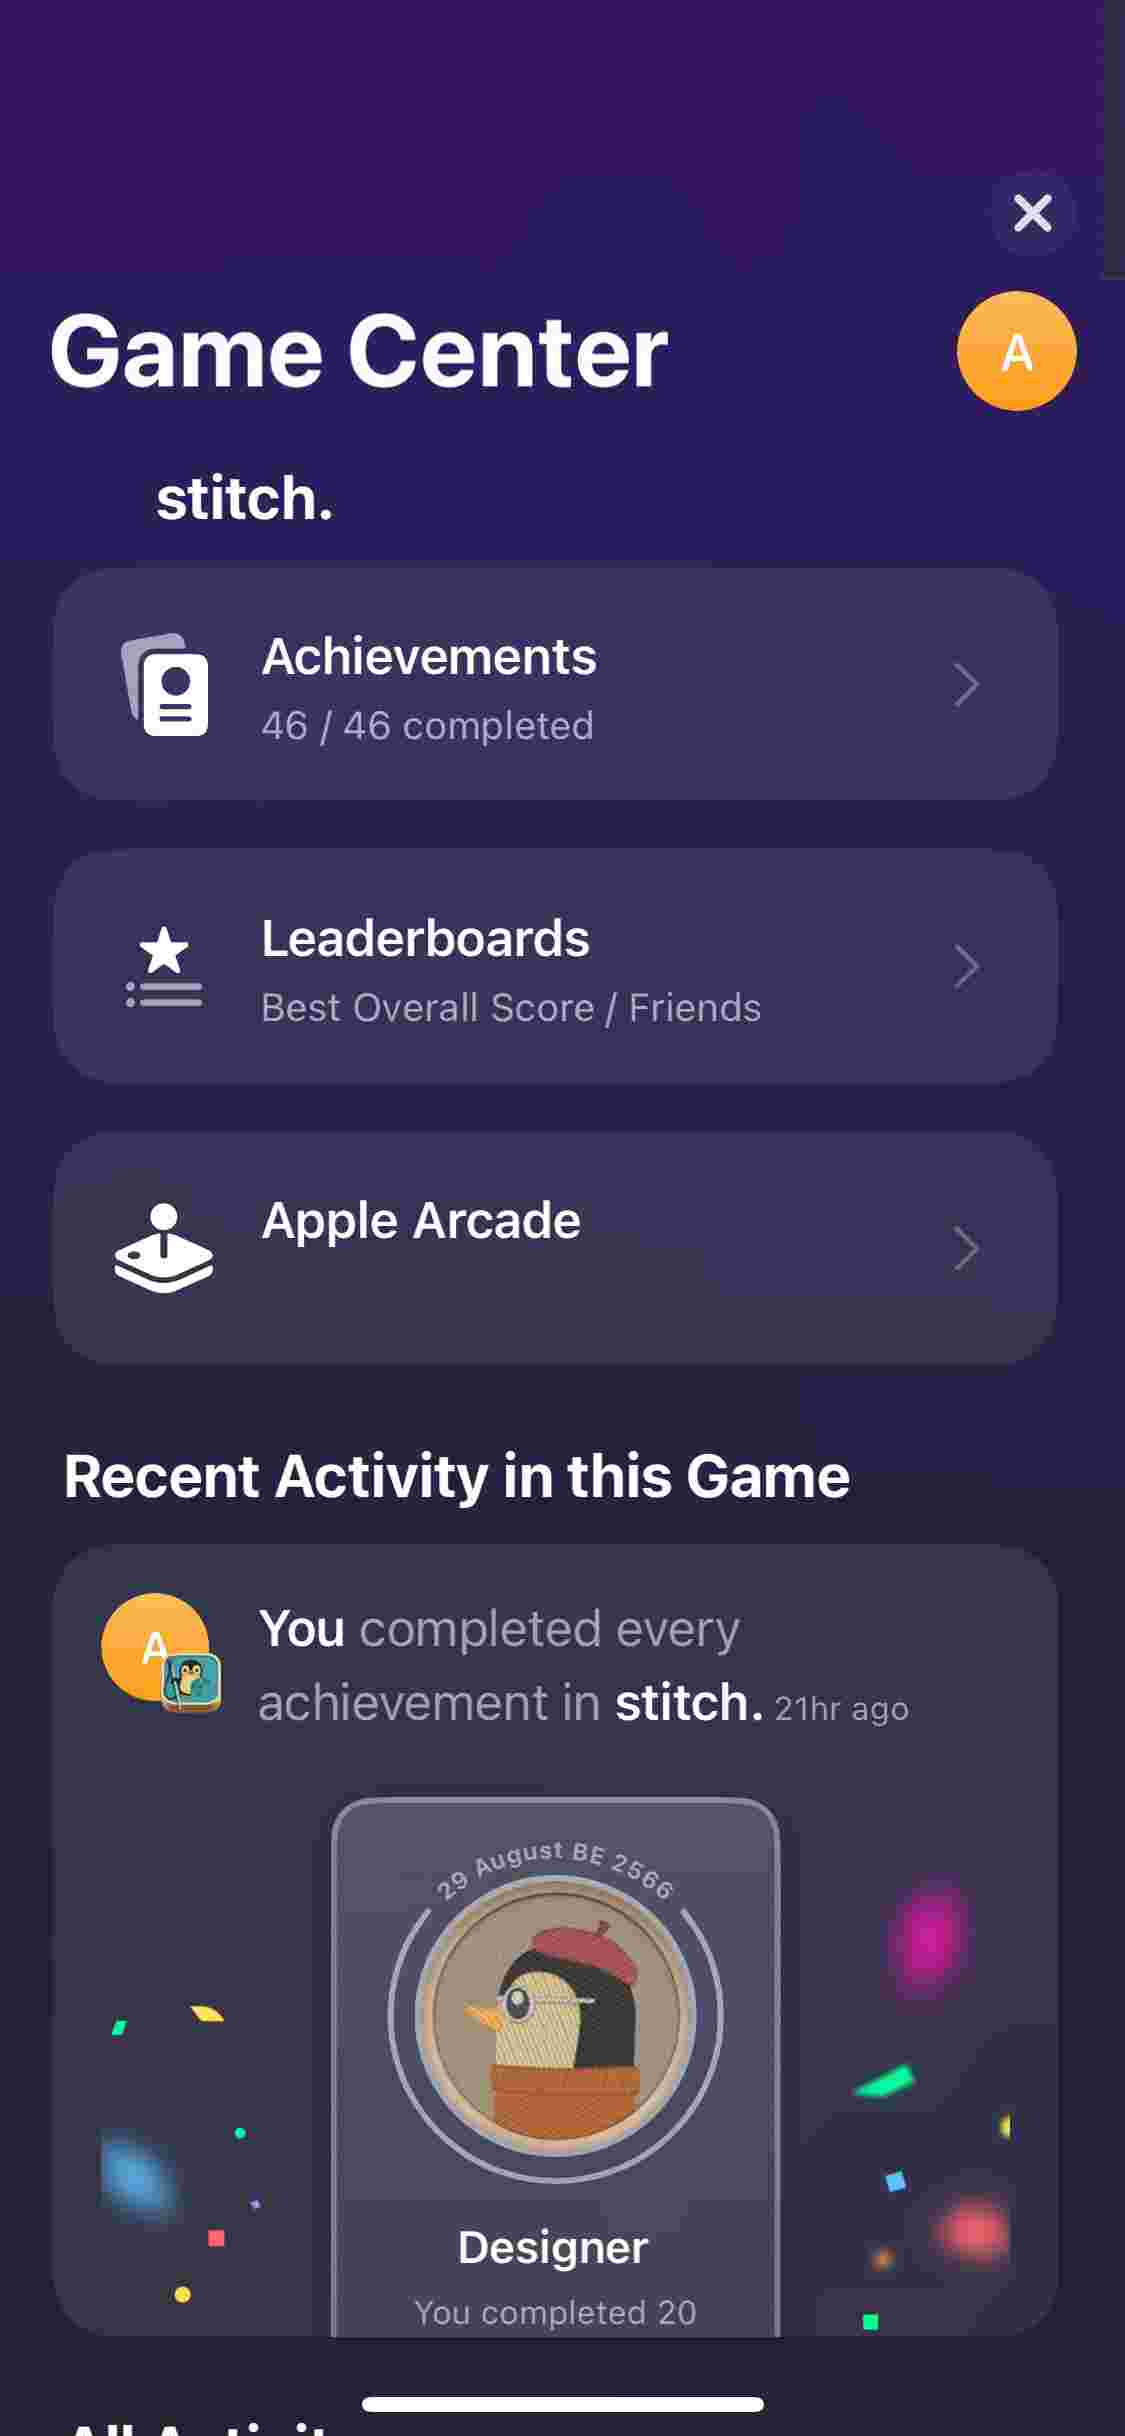 Game Center
A
stitch.
Achievements
46 / 46 completed
Leaderboards
Best Overall Score / Friends
Apple Arcade
Recent Activity in this Game
A
You completed every
achievement in stitch. 21hr ago
29 August BE 2566
Designer
You completed 20